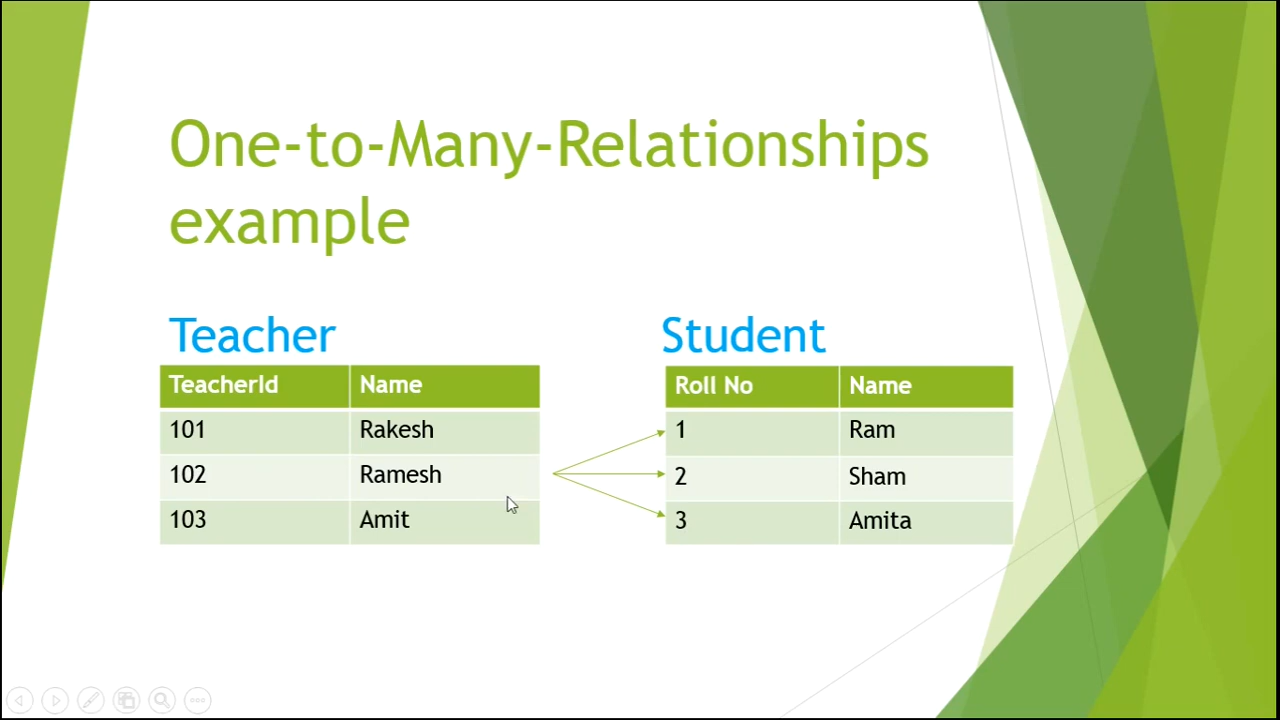 One-to-Many-Relationships
example
Teacher
Student
TeacherId Name
101 Rakesh
102 Ramesh
103 Amit
Roll No Name
1 Ram
2 Sham
3 Amita